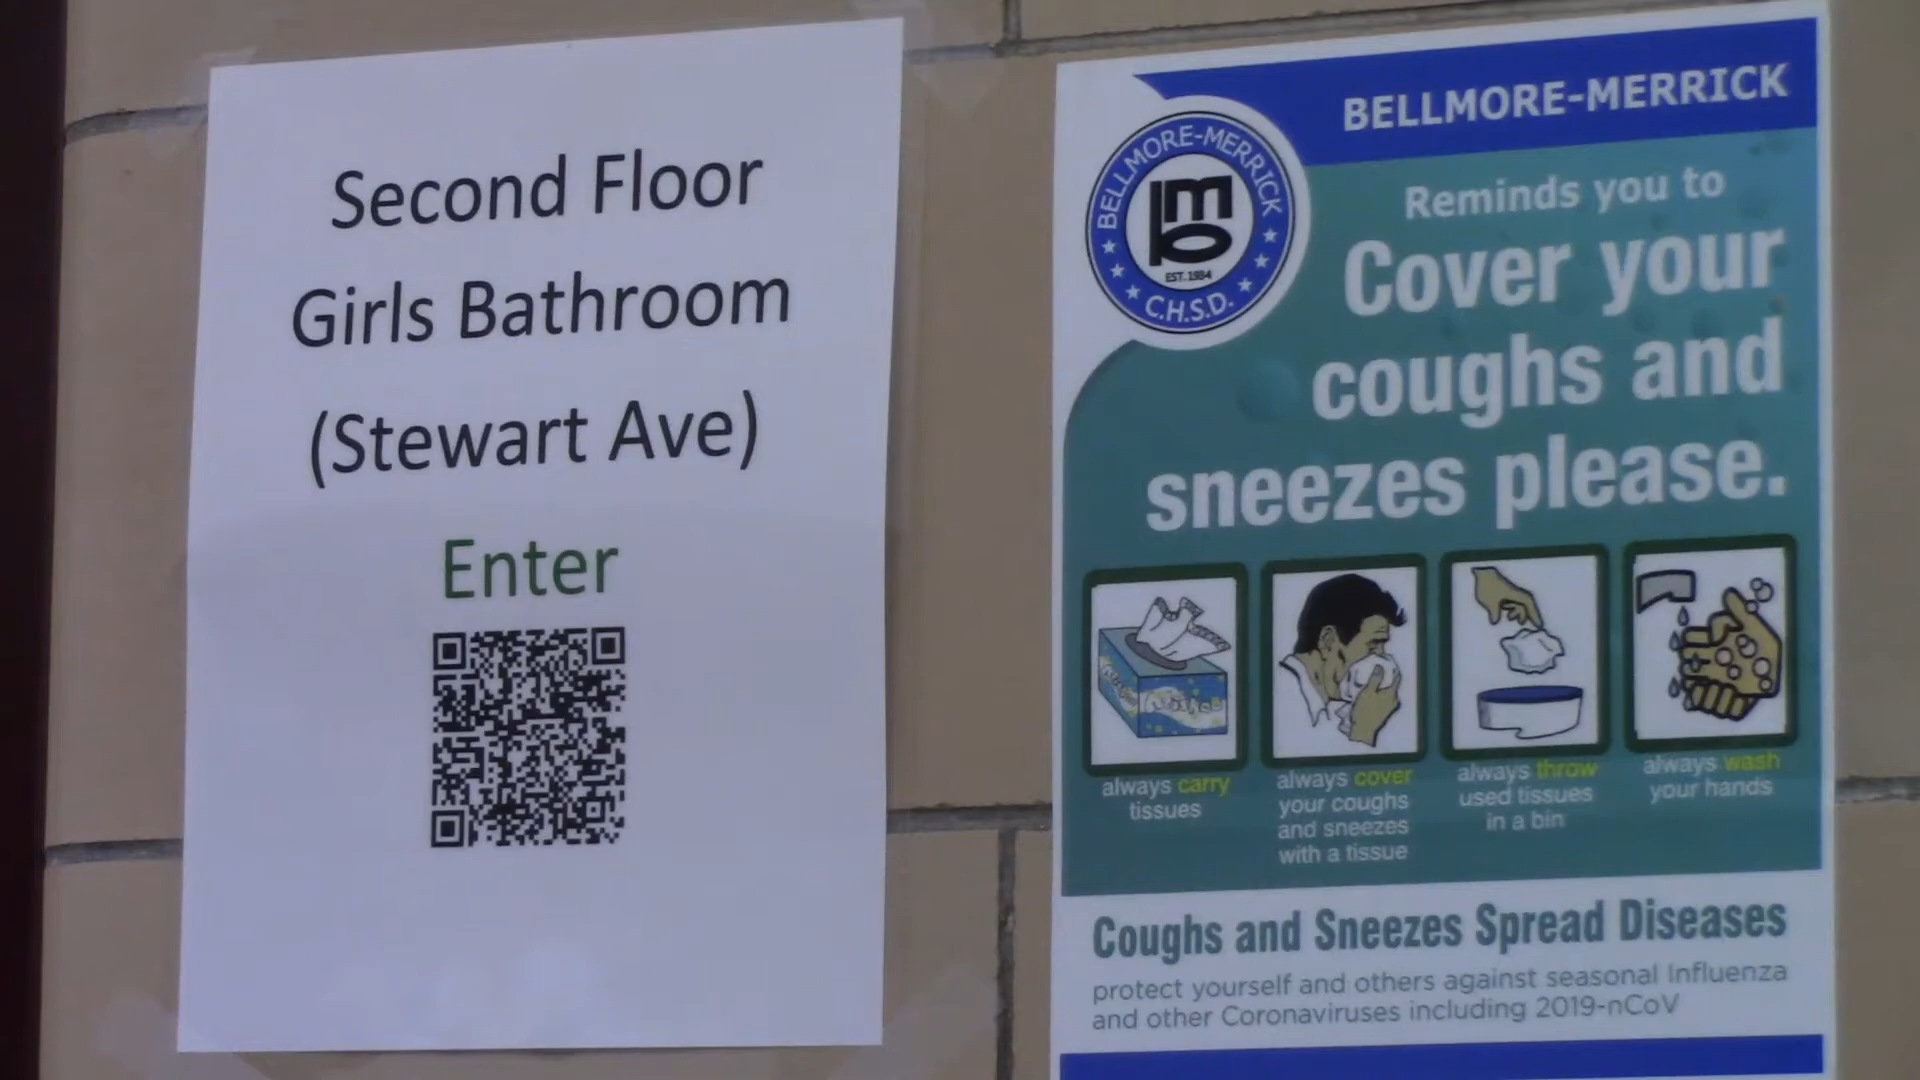 Second Floor
Girls Bathroom
(Stewart Ave)
Enter
BELLMORE-MERRICK
BELLMORE-MERRICK
C.H.S.D.
EST. 1934
Reminds you to
Cover your
coughs and
sneezes please.
always carry
tissues
always cover
your coughs
and sneezes
with a tissue
always throw
used tissues
in a bin
always wash
your hands
Coughs and Sneezes Spread Diseases
protect yourself and others against seasonal Influenza
and other Coronaviruses including 2019-nCoV